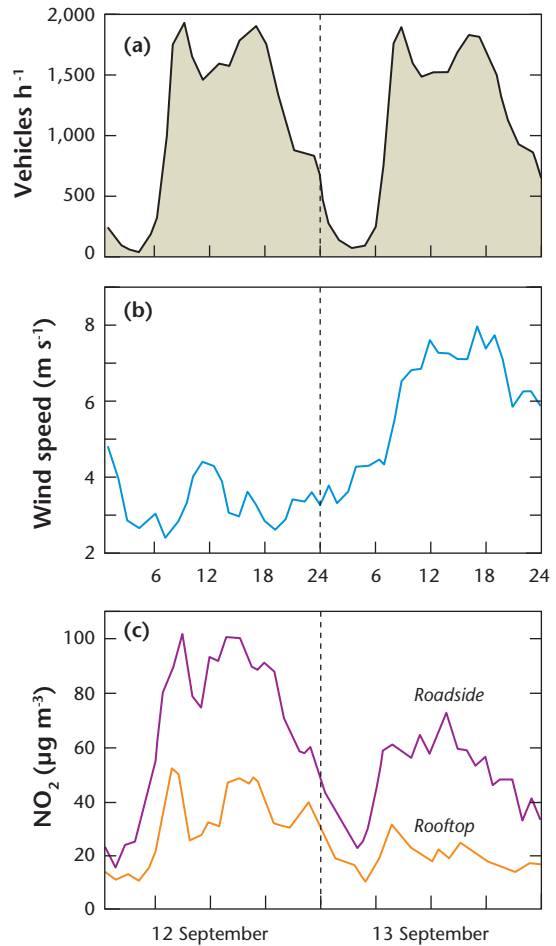 (a)
Vehicles h⁻¹
2,000
1,500
1,000
500
0
(b)
Wind speed (m s⁻¹)
8
6
4
2
6 12 18 24 6 12 18 24
(c)
NO₂ (µg m⁻³)
100
80
60
40
20
0
Roadside
Rooftop
12 September 13 September